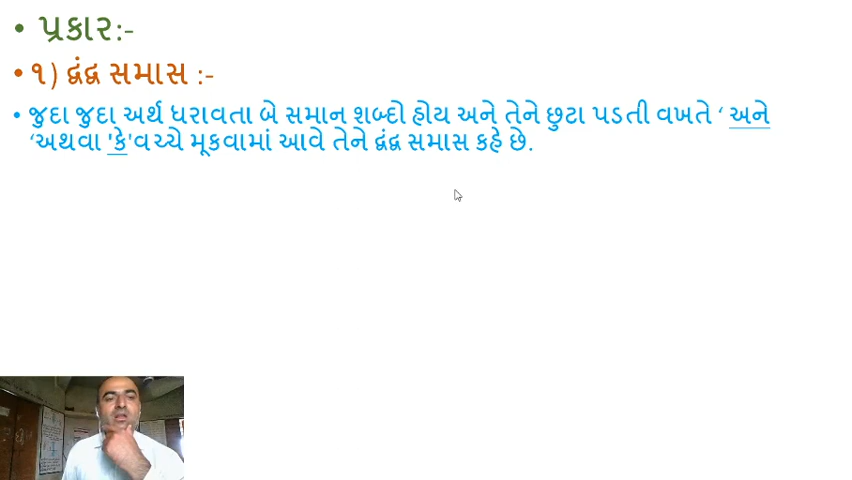 • પ્રકાર:-
• ૧) દ્વંદ્વ સમાસ :-
• જુદા જુદા અર્થ ધરાવતા બે સમાન શબ્દો હોય અને તેને છુટા પડતી વખતે ‘ અને
‘અથવા 'કે'વચ્ચે મૂકવામાં આવે તેને દ્વંદ્વ સમાસ કહે છે.